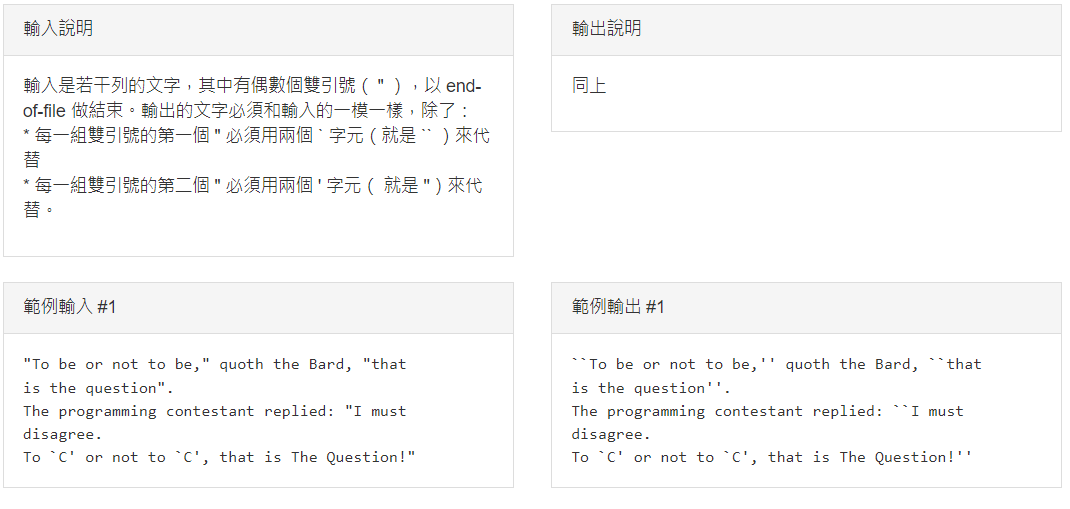 輸入說明
輸入是若干列的文字，其中有偶數個雙引號（ " ），以 end-
of-file 做結束。輸出的文字必須和輸入的一模一樣，除了：
* 每一組雙引號的第一個 " 必須用兩個 ` 字元（就是 `` ）來代
替
* 每一組雙引號的第二個 " 必須用兩個 ' 字元（ 就是 ''）來代
替。
輸出說明
同上
範例輸入 #1
"To be or not to be," quoth the Bard, "that
is the question".
The programming contestant replied: "I must
disagree.
To `C' or not to `C', that is The Question!"
範例輸出 #1
``To be or not to be,'' quoth the Bard, ``that
is the question''.
The programming contestant replied: ``I must
disagree.
To `C' or not to `C', that is The Question!''